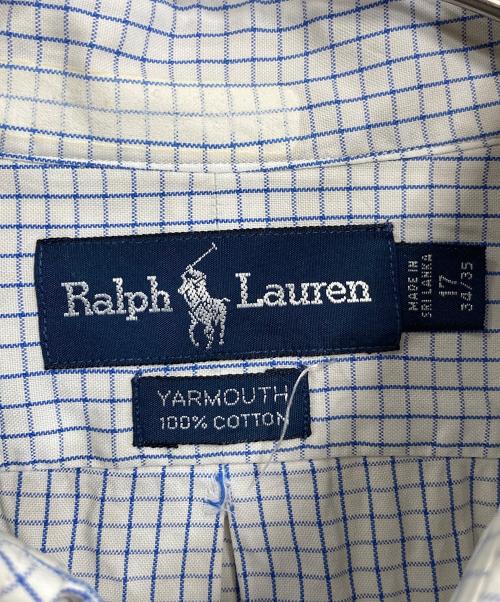 Ralph Lauren
MADE IN
SRI LANKA
17
34/35
YARMOUTH
100% COTTON